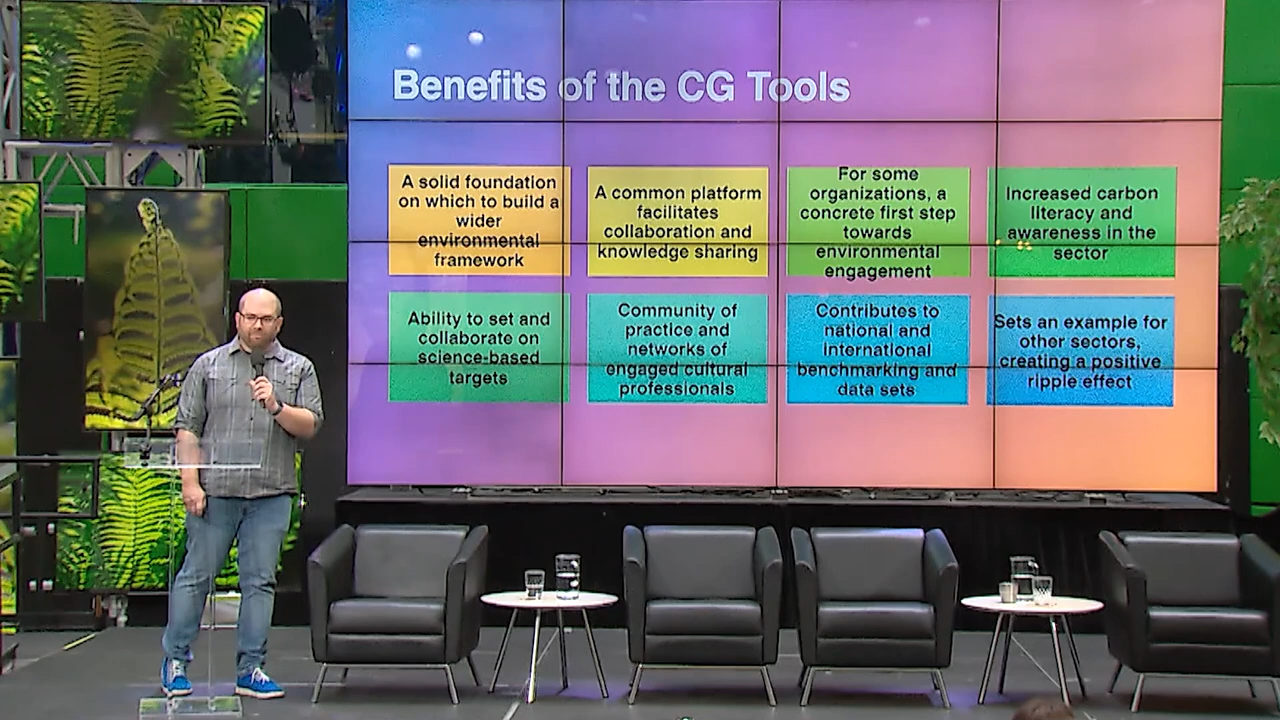 Benefits of the CG Tools
A solid foundation
on which to build a
wider
environmental
framework
A common platform
facilitates
collaboration and
knowledge sharing
For some
organizations, a
concrete first step
towards
environmental
engagement
Increased carbon
literacy and
awareness in the
sector
Ability to set and
collaborate on
science-based
targets
Community of
practice and
networks of
engaged cultural
professionals
Contributes to
national and
international
benchmarking and
data sets
Sets an example for
other sectors,
creating a positive
ripple effect